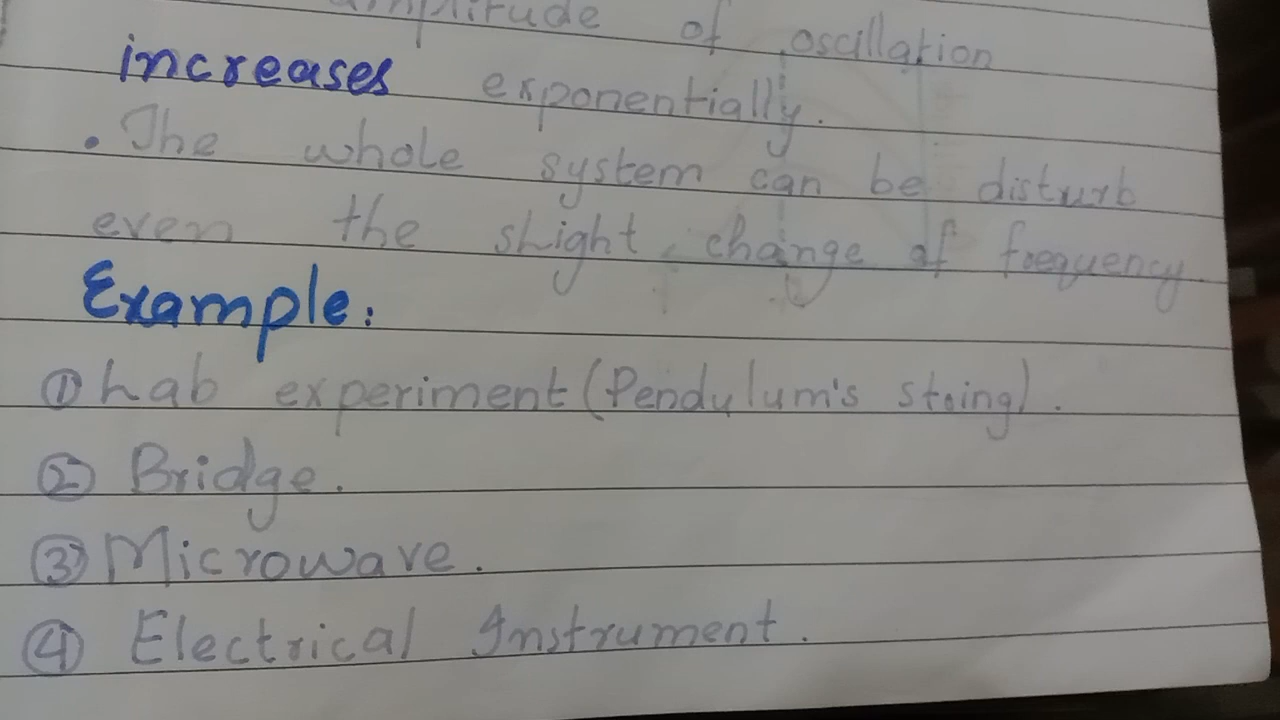 amplitude of oscillation
increases exponentially.
. The whole system can be disturb
even the slight change of frequency
Example:
① Lab experiment (Pendulum's string).
② Bridge.
③ Microwave.
④ Electrical Instrument.